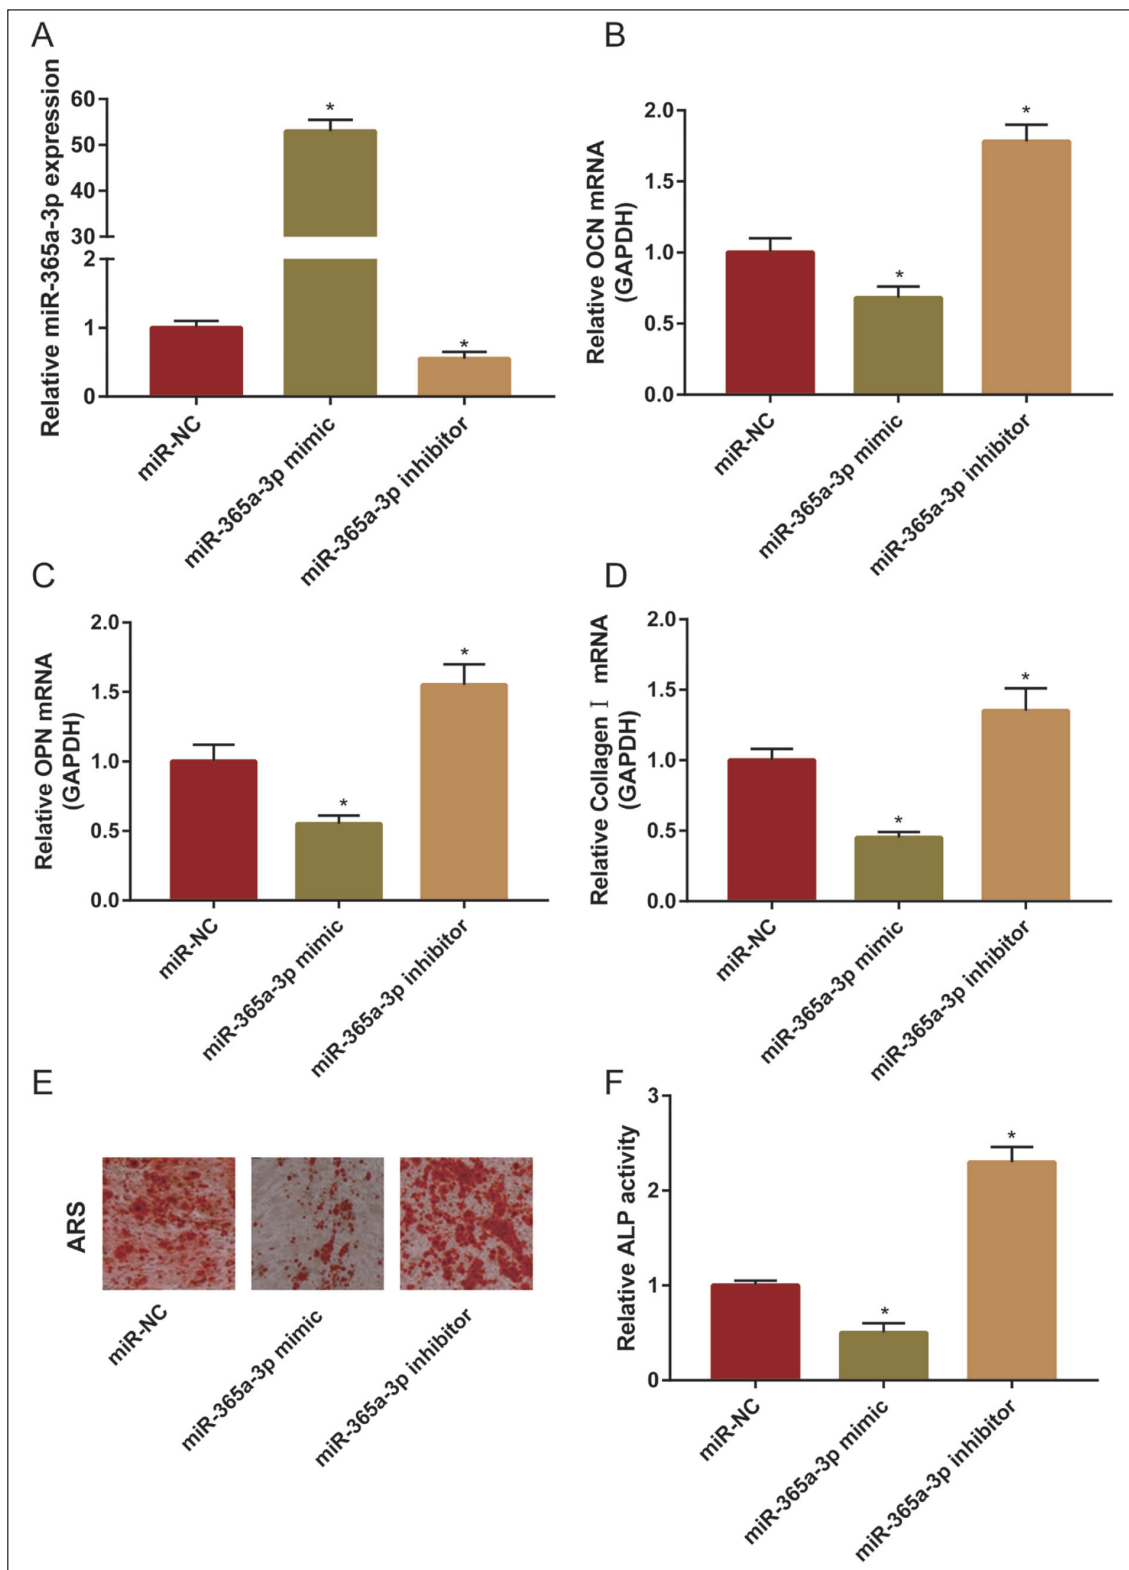 A
Relative miR-365a-3p expression
60
50
40
30
2
1
0
*
*
miR-NC
miR-365a-3p mimic
miR-365a-3p inhibitor
B
Relative OCN mRNA
(GAPDH)
2.0
1.5
1.0
0.5
0.0
*
*
miR-NC
miR-365a-3p mimic
miR-365a-3p inhibitor
C
Relative OPN mRNA
(GAPDH)
2.0
1.5
1.0
0.5
0.0
*
*
miR-NC
miR-365a-3p mimic
miR-365a-3p inhibitor
D
Relative Collagen Ⅰ mRNA
(GAPDH)
2.0
1.5
1.0
0.5
0.0
*
*
miR-NC
miR-365a-3p mimic
miR-365a-3p inhibitor
E
ARS
miR-NC
miR-365a-3p mimic
miR-365a-3p inhibitor
F
Relative ALP activity
3
2
1
0
*
*
miR-NC
miR-365a-3p mimic
miR-365a-3p inhibitor